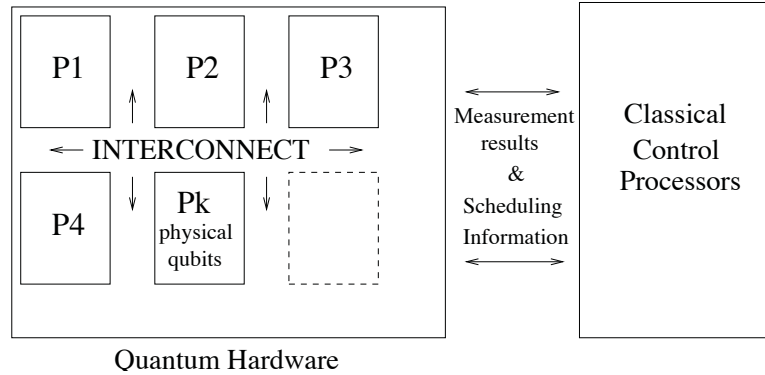 P1
P2
P3
INTERCONNECT
P4
Pk
physical
qubits
Measurement
results
&
Scheduling
Information
Classical
Control
Processors
Quantum Hardware